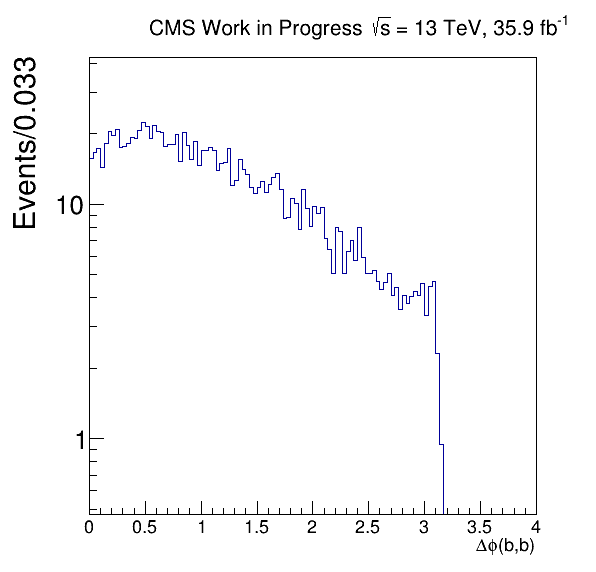 CMS Work in Progress √s = 13 TeV, 35.9 fb⁻¹
Events/0.033
10
1
0 0.5 1 1.5 2 2.5 3 3.5 4
Δϕ(b,b)